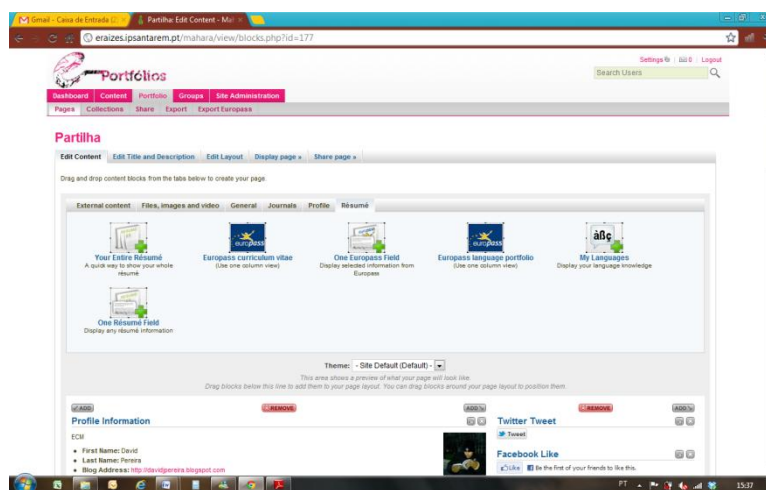 Gmail - Caixa de Entrada (2
Partilha: Edit Content - Mah
eraizes.ipsantarem.pt/mahara/view/blocks.php?id=177
Settings | 0 | Logout
Portfólios
Search Users
Dashboard Content Portfolio Groups Site Administration
Pages Collections Share Export Export Europass
Partilha
Edit Content Edit Title and Description Edit Layout Display page » Share page »
Drag and drop content blocks from the tabs below to create your page.
External content Files, images and video General Journals Profile Résumé
europass europass àßç
Your Entire Résumé Europass curriculum vitae One Europass Field Europass language portfolio My Languages
A quick way to show your whole résumé (Use one column view) Display selected information from Europass (Use one column view) Display your language knowledge
One Résumé Field
Display any résumé information
Theme: - Site Default (Default) -
This area shows a preview of what your page will look like.
Drag blocks below this line to add them to your page layout. You can drag blocks around your page layout to position them.
ADD REMOVE ADD REMOVE ADD
Profile Information Twitter Tweet
ECM Tweet
First Name: David
Last Name: Pereira
Blog Address: http://davidpereira.blogspot.com
Facebook Like
Like Be the first of your friends to like this.
PT 15:37